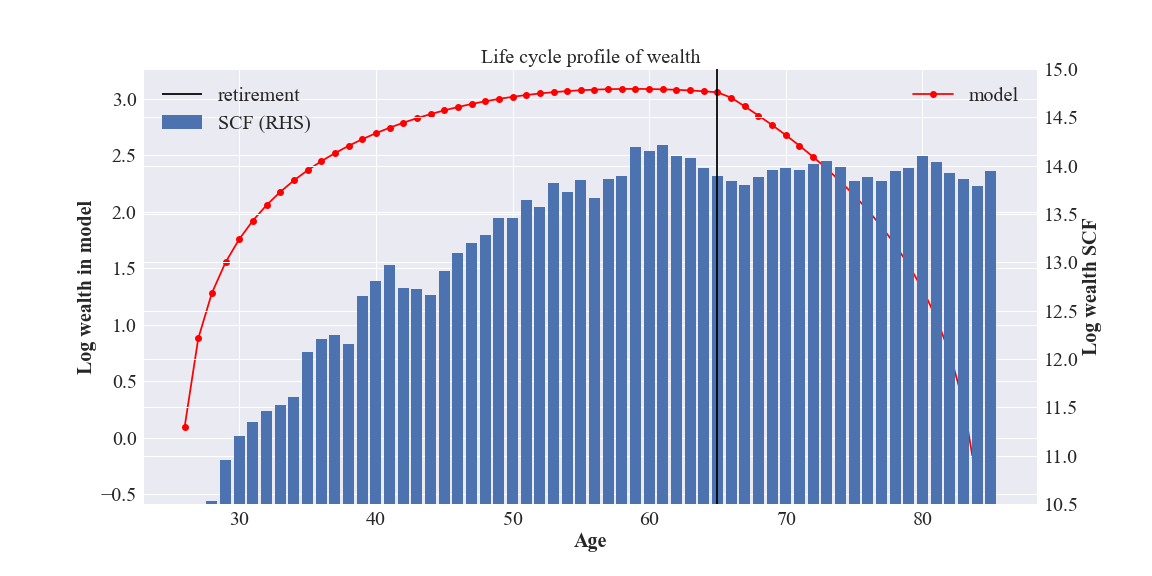 Life cycle profile of wealth
retirement
SCF (RHS)
model
Log wealth in model
3.0
2.5
2.0
1.5
1.0
0.5
0.0
−0.5
15.0
14.5
14.0
13.5
13.0
12.5
12.0
11.5
11.0
10.5
Log wealth SCF
30 40 50 60 70 80
Age